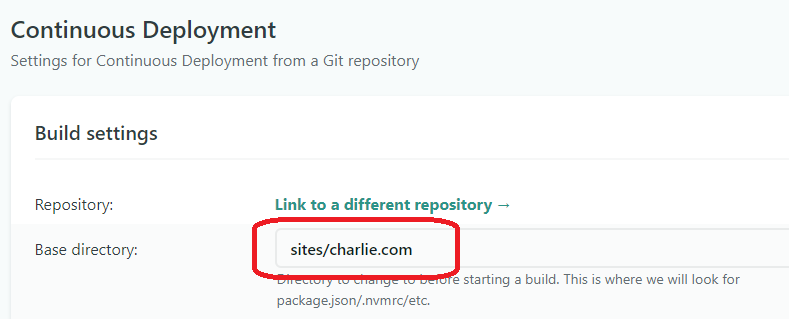 Continuous Deployment
Settings for Continuous Deployment from a Git repository
Build settings
Repository:
Link to a different repository →
Base directory:
sites/charlie.com
Directory to change to before starting a build. This is where we will look for
package.json/.nvmrc/etc.